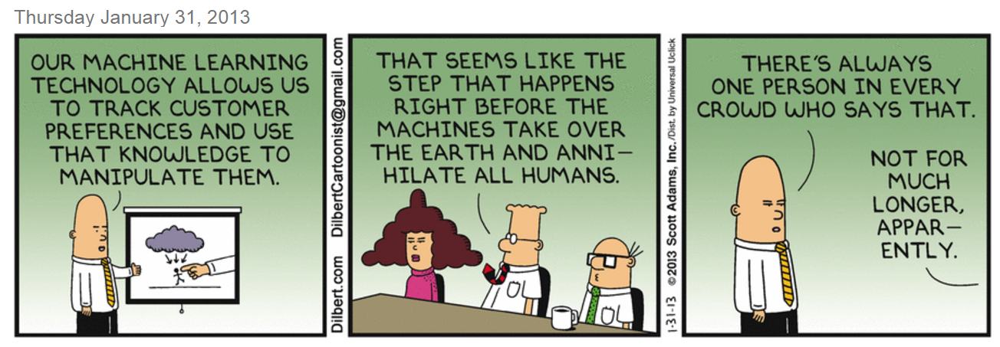 Thursday January 31, 2013
OUR MACHINE LEARNING
TECHNOLOGY ALLOWS US
TO TRACK CUSTOMER
PREFERENCES AND USE
THAT KNOWLEDGE TO
MANIPULATE THEM.
Dilbert.com DilbertCartoonist@gmail.com
THAT SEEMS LIKE THE
STEP THAT HAPPENS
RIGHT BEFORE THE
MACHINES TAKE OVER
THE EARTH AND ANNI–
HILATE ALL HUMANS.
1-31-13 ©2013 Scott Adams, Inc. /Dist. by Universal Uclick
THERE'S ALWAYS
ONE PERSON IN EVERY
CROWD WHO SAYS THAT.
NOT FOR
MUCH
LONGER,
APPAR–
ENTLY.